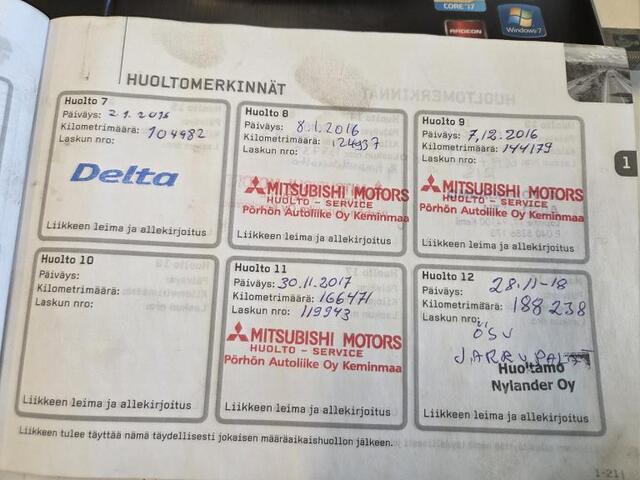 CORE i7
RADEON
Windows 7
HUOLTOMERKINNÄT
Huolto 7
Päiväys: 2.1.2016
Kilometrimäärä: 104982
Laskun nro:
Delta
Liikkeen leima ja allekirjoitus
Huolto 8
Päiväys: 8.1.2016
Kilometrimäärä: 124937
Laskun nro:
MITSUBISHI MOTORS
HUOLTO - SERVICE
Pörhön Autoliike Oy Keminmaa
Liikkeen leima ja allekirjoitus
Huolto 9
Päiväys: 7.12.2016
Kilometrimäärä: 144179
Laskun nro:
MITSUBISHI MOTORS
HUOLTO - SERVICE
Pörhön Autoliike Oy Keminmaa
Liikkeen leima ja allekirjoitus
1
Huolto 10
Päiväys:
Kilometrimäärä:
Laskun nro:
Liikkeen leima ja allekirjoitus
Huolto 11
Päiväys: 30.11.2017
Kilometrimäärä: 166471
Laskun nro: 119943
MITSUBISHI MOTORS
HUOLTO - SERVICE
Pörhön Autoliike Oy Keminmaa
Liikkeen leima ja allekirjoitus
Huolto 12
Päiväys: 28.11-18
Kilometrimäärä: 188238
Laskun nro:
ÖSV
Huoltamo
Nylander Oy
Liikkeen leima ja allekirjoitus
Liikkeen tulee täyttää nämä täydellisesti jokaisen määräaikaishuollon jälkeen.
1-21